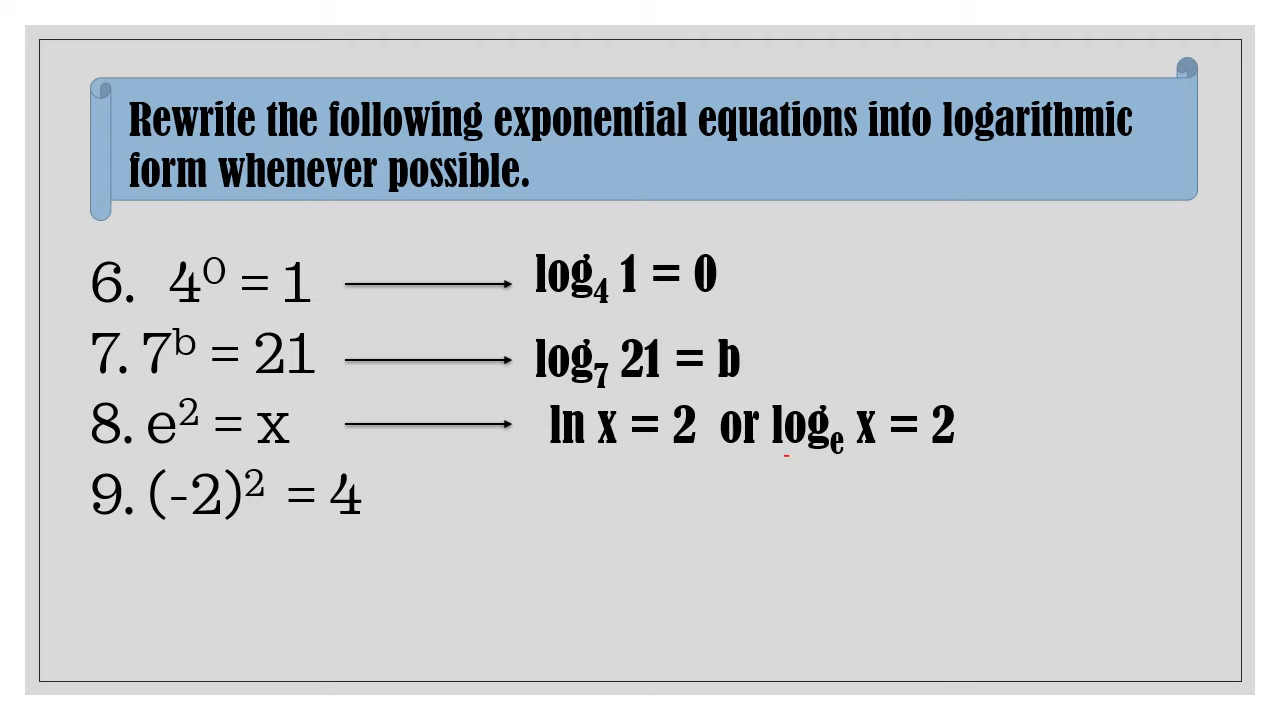 Rewrite the following exponential equations into logarithmic
form whenever possible.
6. 4⁰ = 1 log₄ 1 = 0
7. 7ᵇ = 21 log₇ 21 = b
8. e² = x ln x = 2 or logₑ x = 2
9. (-2)² = 4